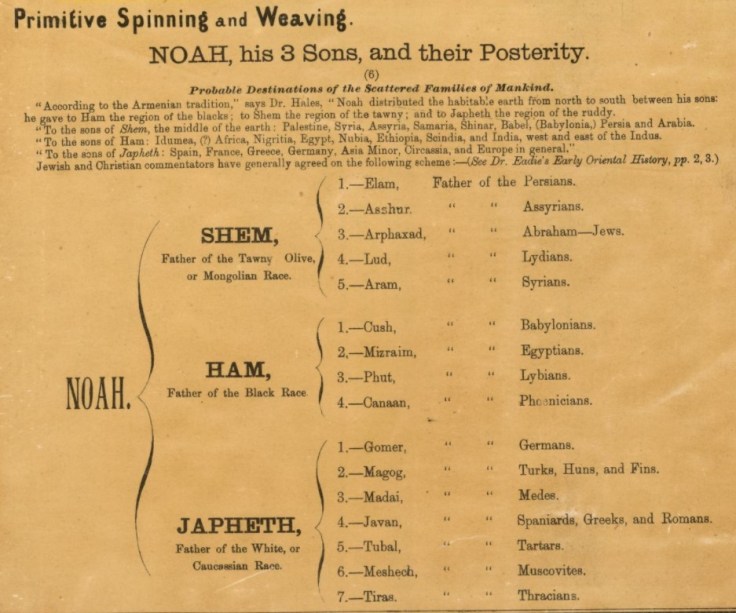 Primitive Spinning and Weaving.
NOAH, his 3 Sons, and their Posterity.
(6)
Probable Destinations of the Scattered Families of Mankind.
"According to the Armenian tradition," says Dr. Hales, "Noah distributed the habitable earth from north to south between his sons:
he gave to Ham the region of the blacks; to Shem the region of the tawny; and to Japheth the region of the ruddy.
"To the sons of Shem, the middle of the earth: Palestine, Syria, Assyria, Samaria, Shinar, Babel, (Babylonia,) Persia and Arabia.
"To the sons of Ham: Idumea, (?) Africa, Nigritia, Egypt, Nubia, Ethiopia, Scindia, and India, west and east of the Indus.
"To the sons of Japheth: Spain, France, Greece, Germany, Asia Minor, Circassia, and Europe in general."
Jewish and Christian commentators have generally agreed on the following scheme:—(See Dr. Eadie's Early Oriental History, pp. 2, 3.)
NOAH.
SHEM,
Father of the Tawny Olive,
or Mongolian Race.
1.—Elam, Father of the Persians.
2.—Asshur. " " Assyrians.
3.—Arphaxad, " " Abraham—Jews.
4.—Lud, " " Lydians.
5.—Aram, " " Syrians.
HAM,
Father of the Black Race
1.—Cush, " " Babylonians.
2,—Mizraim, " " Egyptians.
3.—Phut, " " Lybians.
4.—Canaan, " " Phoenicians.
JAPHETH,
Father of the White, or
Caucassian Race.
1.—Gomer, " " Germans.
2.—Magog, " " Turks, Huns, and Fins.
3.—Madai, " " Medes.
4.—Javan, " " Spaniards, Greeks, and Romans.
5.—Tubal, " " Tartars.
6.—Meshech, " " Muscovites.
7.—Tiras. " " Thracians.